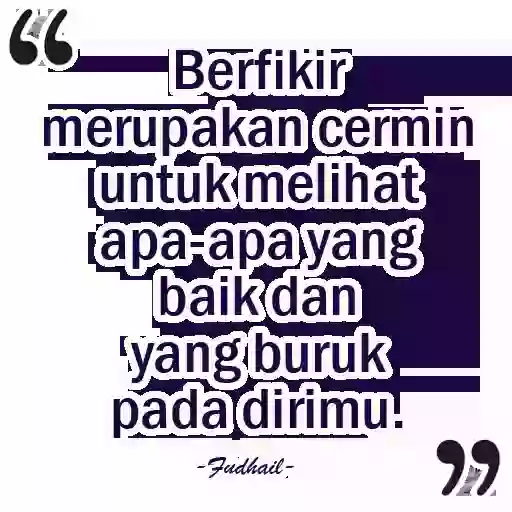 Berfikir
merupakan cermin
untuk melihat
apa-apa yang
baik dan
yang buruk
pada dirimu.
-Fudhail-